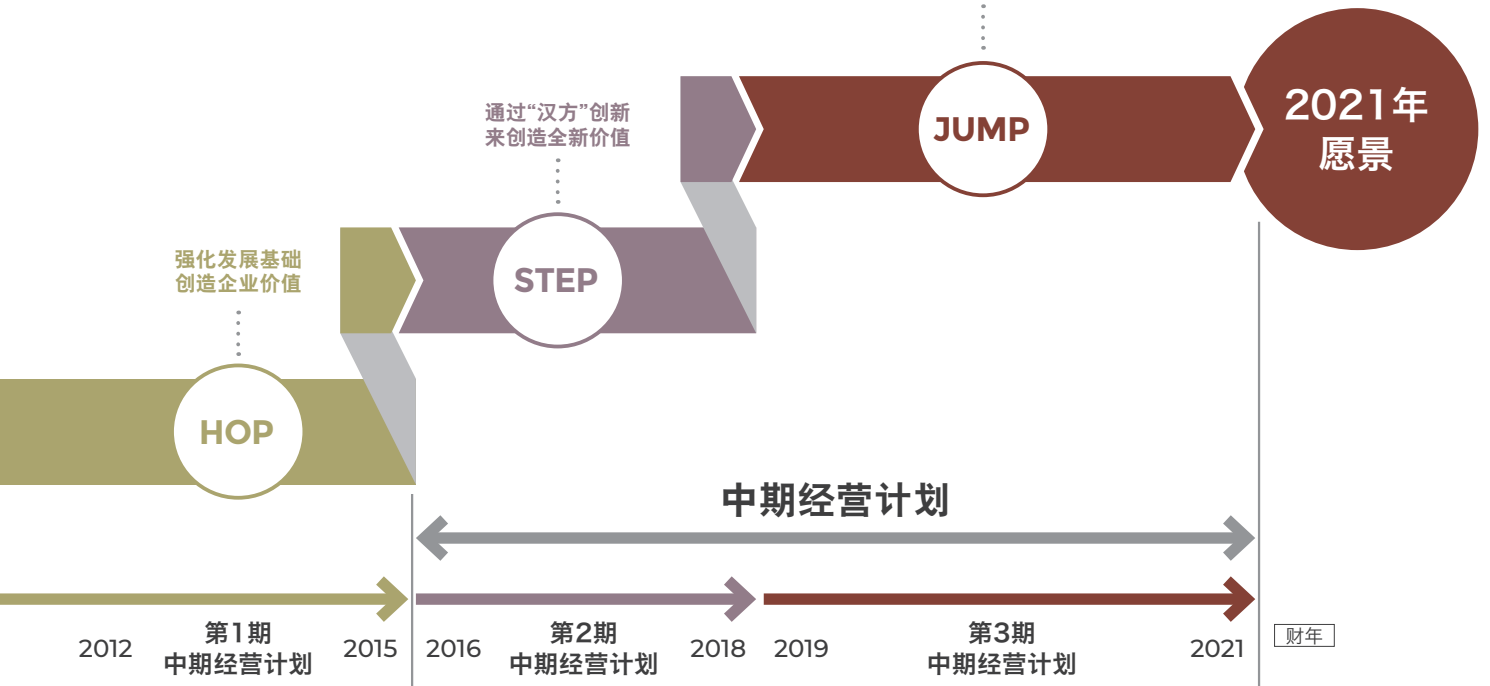 2021年
愿景
JUMP
通过“汉方”创新
来创造全新价值
STEP
强化发展基础
创造企业价值
HOP
中期经营计划
2012
第1期
中期经营计划
2015
2016
第2期
中期经营计划
2018
2019
第3期
中期经营计划
2021
财年